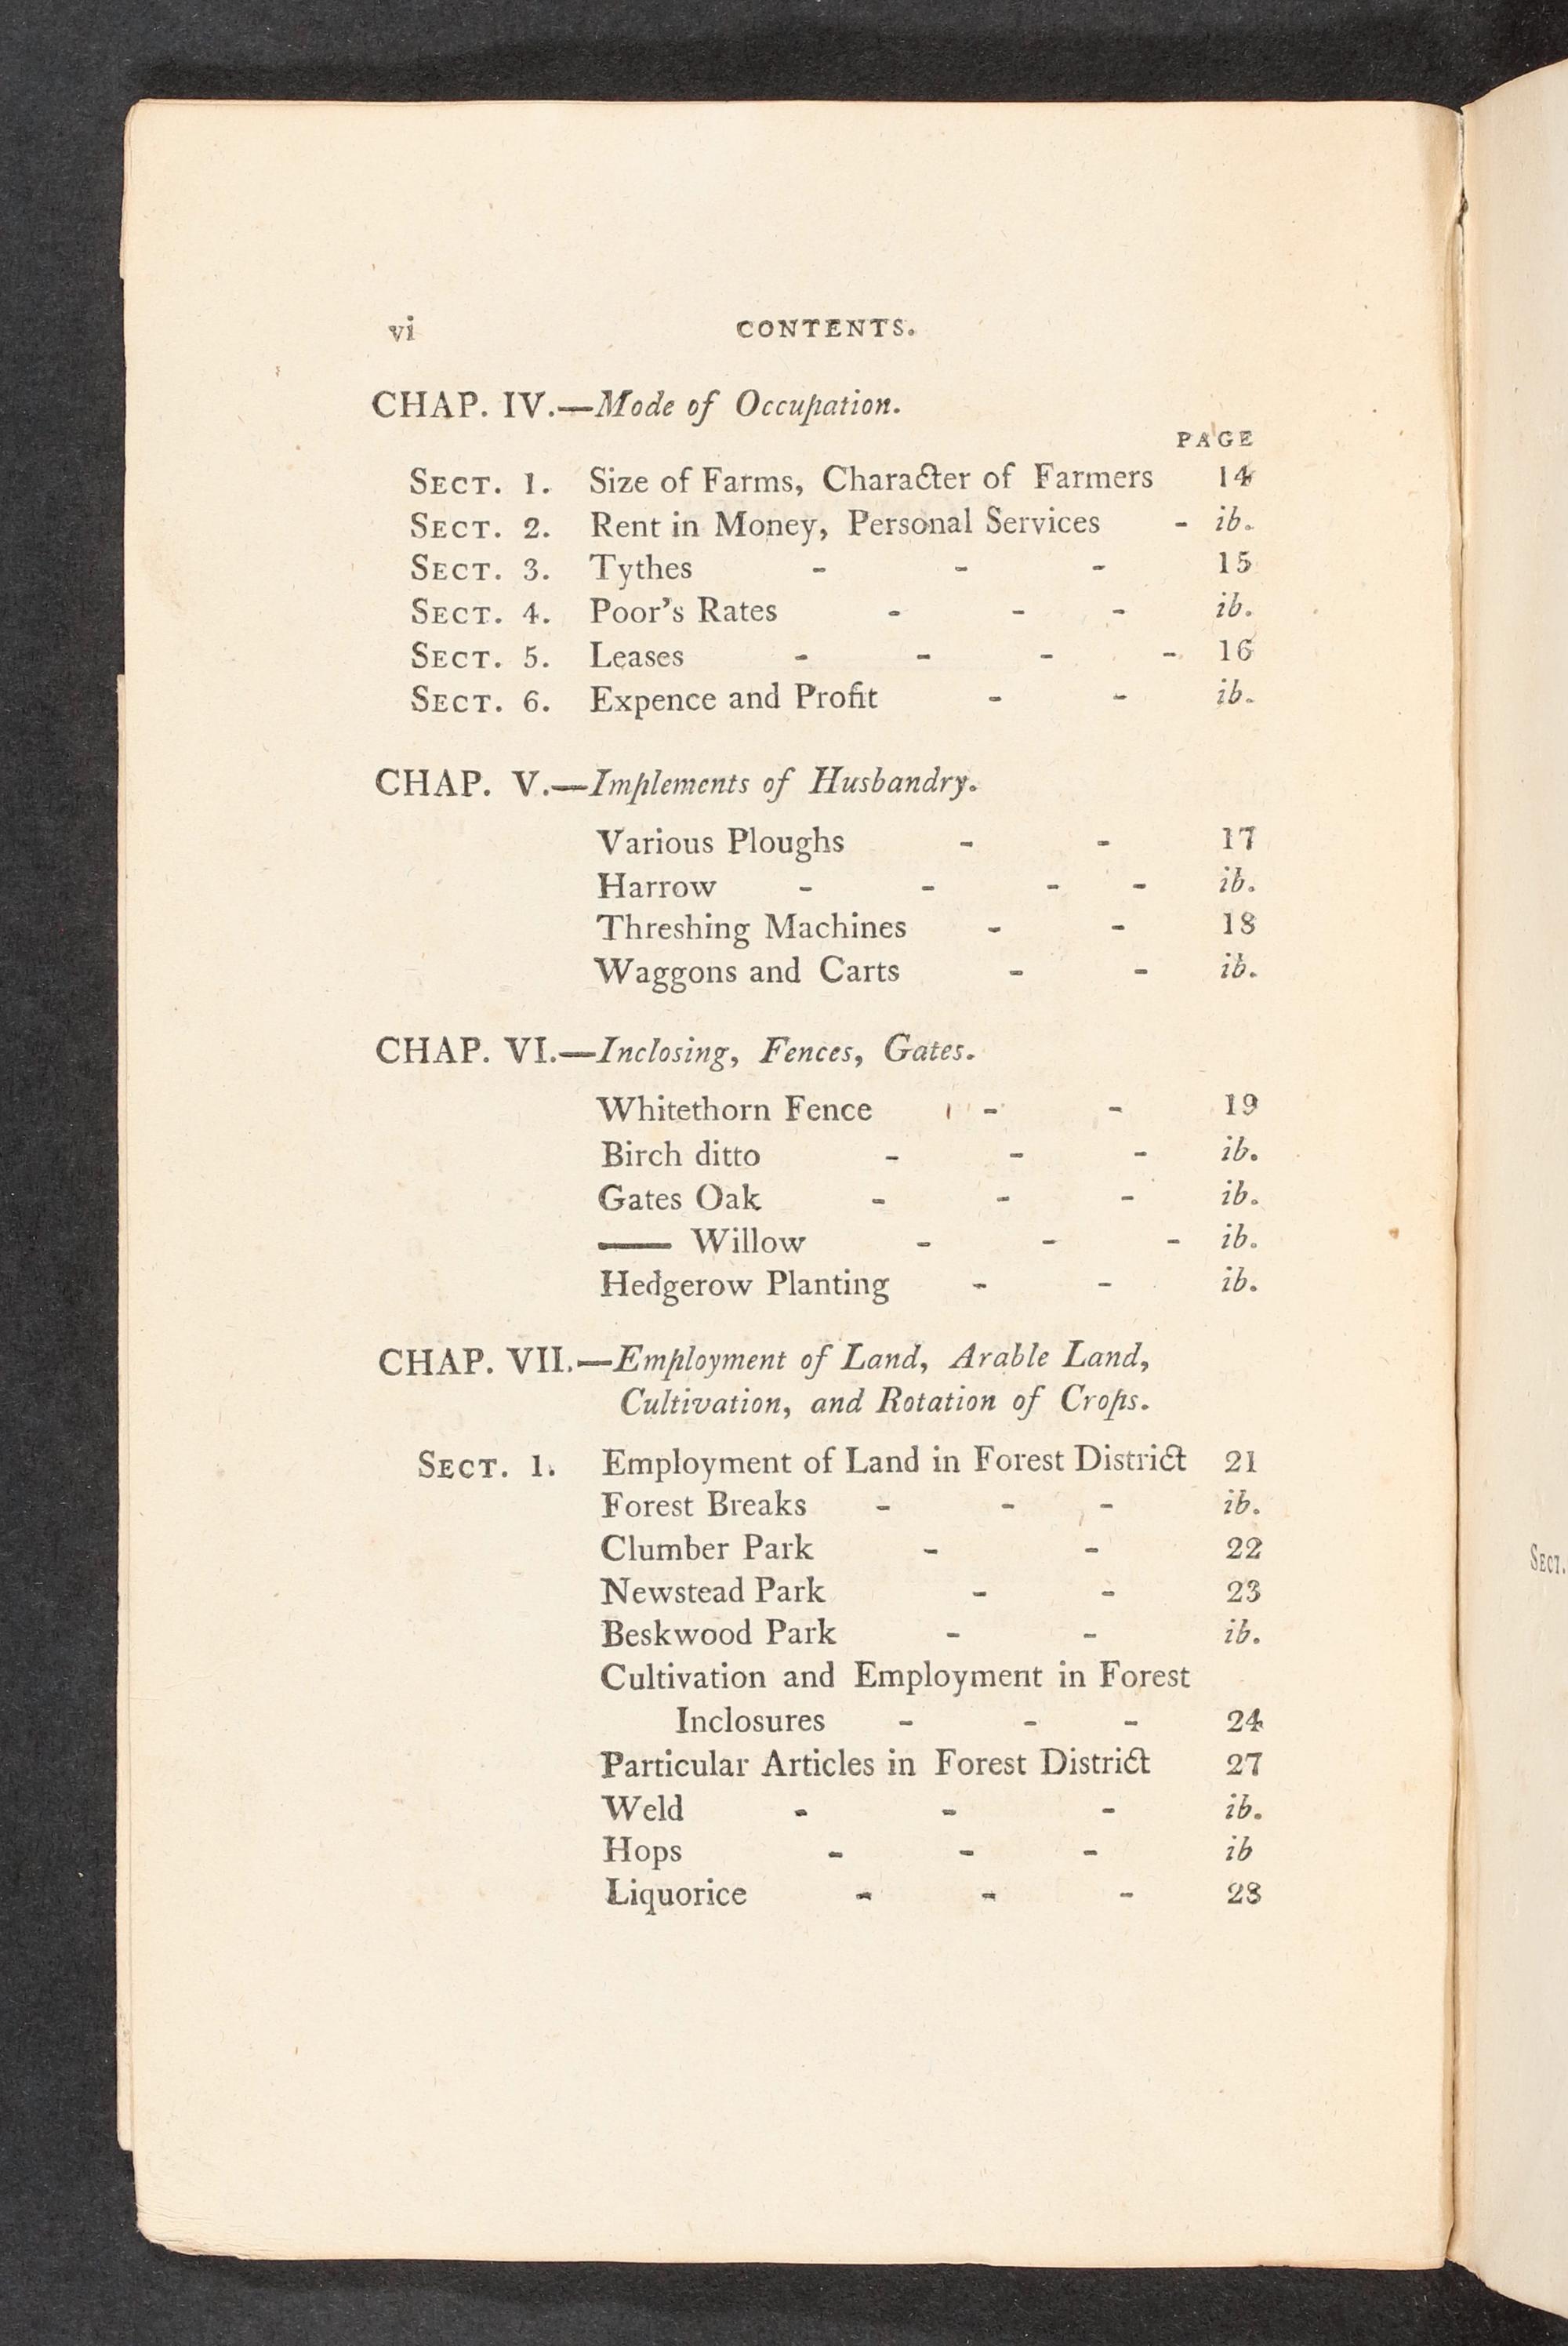 vi CONTENTS.
CHAP. IV.—Mode of Occupation.
PAGE
SECT. 1. Size of Farms, Character of Farmers 14
SECT. 2. Rent in Money, Personal Services - ib.
SECT. 3. Tythes - - - 15
SECT. 4. Poor's Rates - - - ib.
SECT. 5. Leases - - - - 16
SECT. 6. Expence and Profit - - ib.
CHAP. V.—Implements of Husbandry.
Various Ploughs - - 17
Harrow - - - - ib.
Threshing Machines - - 18
Waggons and Carts - - ib.
CHAP. VI.—Inclosing, Fences, Gates.
Whitethorn Fence - - 19
Birch ditto - - - ib.
Gates Oak - - - ib.
—— Willow - - - ib.
Hedgerow Planting - - ib.
CHAP. VII.—Employment of Land, Arable Land,
Cultivation, and Rotation of Crops.
SECT. 1. Employment of Land in Forest District 21
Forest Breaks - - - ib.
Clumber Park - - 22
Newstead Park - - 23
Beskwood Park - - ib.
Cultivation and Employment in Forest
Inclosures - - - 24
Particular Articles in Forest District 27
Weld - - - ib.
Hops - - - ib
Liquorice - - - 28
SECT.